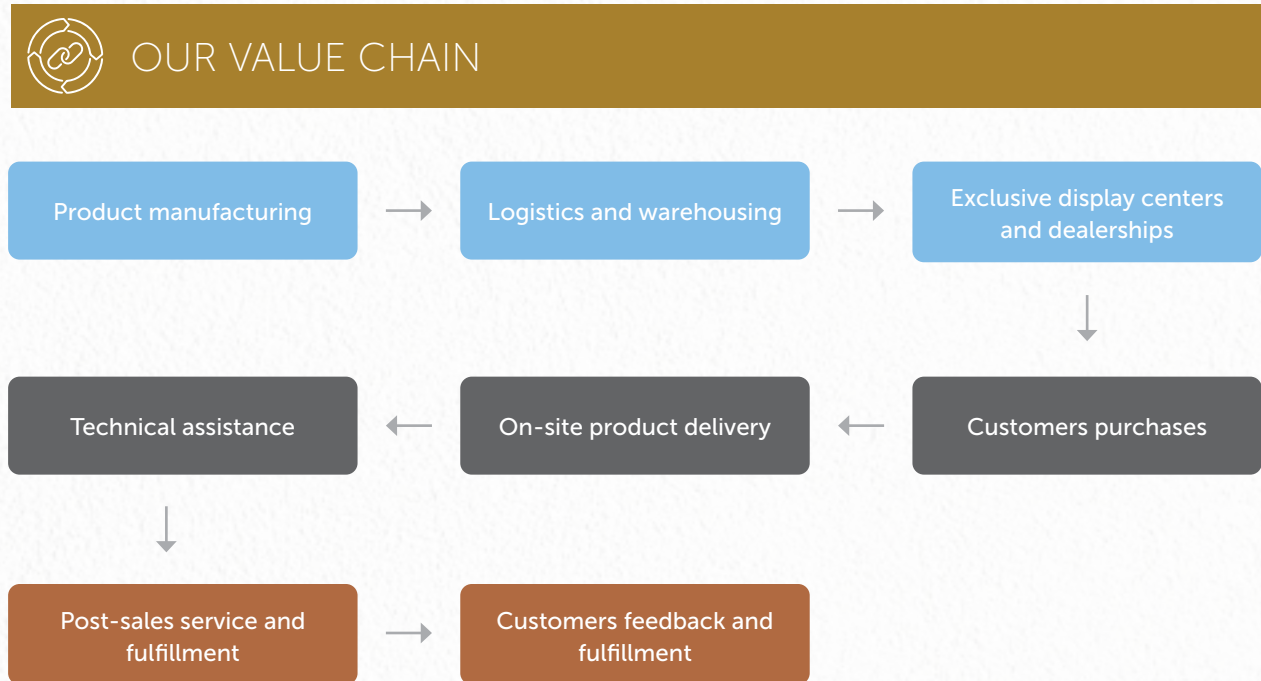 OUR VALUE CHAIN
Product manufacturing
Logistics and warehousing
Exclusive display centers
and dealerships
Customers purchases
On-site product delivery
Technical assistance
Post-sales service and
fulfillment
Customers feedback and
fulfillment